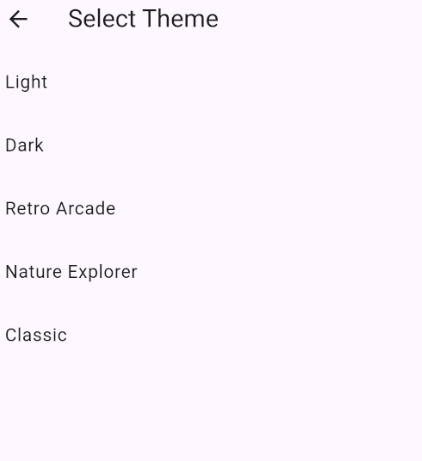 Select Theme
Light
Dark
Retro Arcade
Nature Explorer
Classic